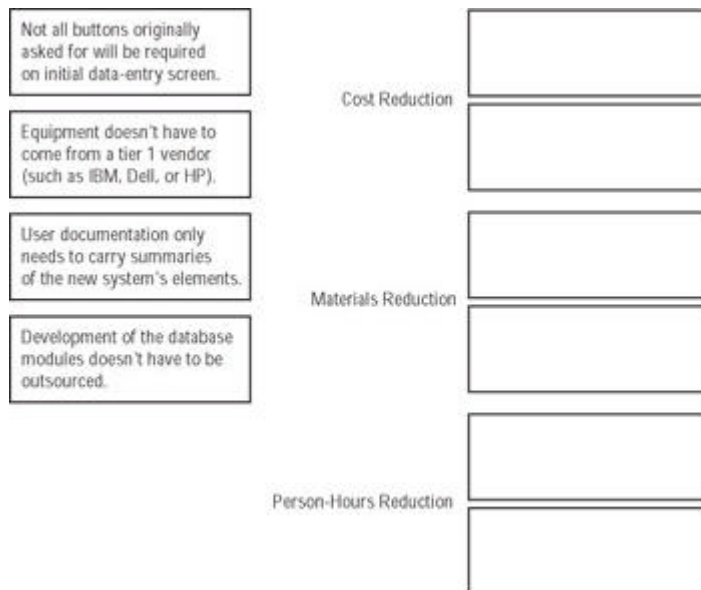 Not all buttons originally
asked for will be required
on initial data-entry screen.
Equipment doesn't have to
come from a tier 1 vendor
(such as IBM, Dell, or HP).
User documentation only
needs to carry summaries
of the new system's elements.
Development of the database
modules doesn't have to be
outsourced.
Cost Reduction
Materials Reduction
Person-Hours Reduction